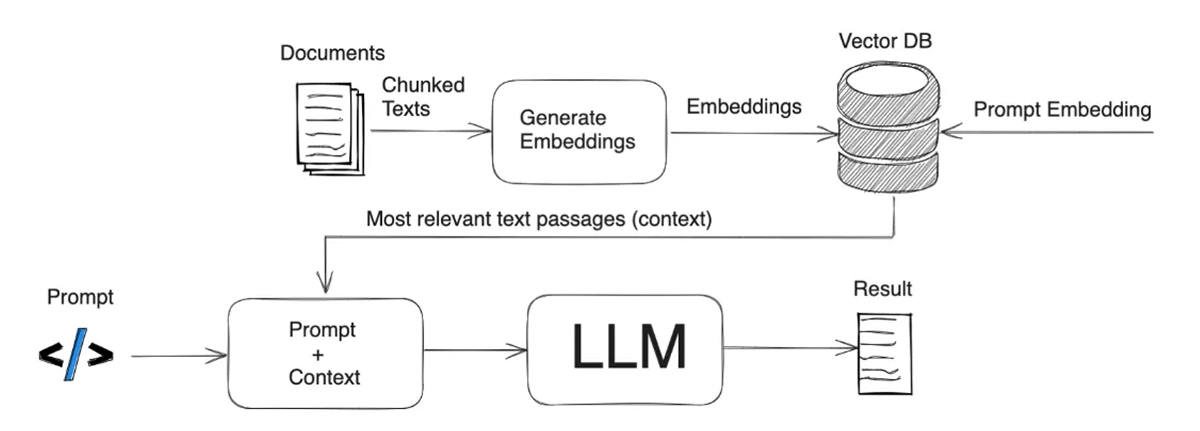 Documents
Chunked
Texts
Generate
Embeddings
Embeddings
Vector DB
Prompt Embedding
Most relevant text passages (context)
Prompt
</>
Prompt
+
Context
LLM
Result